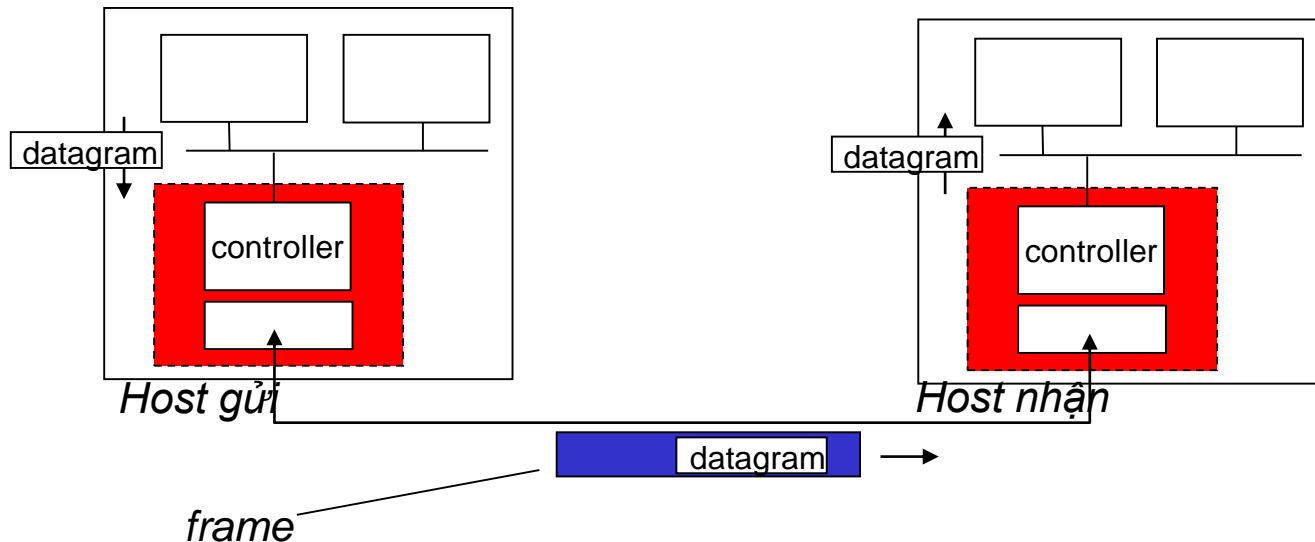 datagram
controller
Host gửi
datagram
controller
Host nhận
datagram
frame